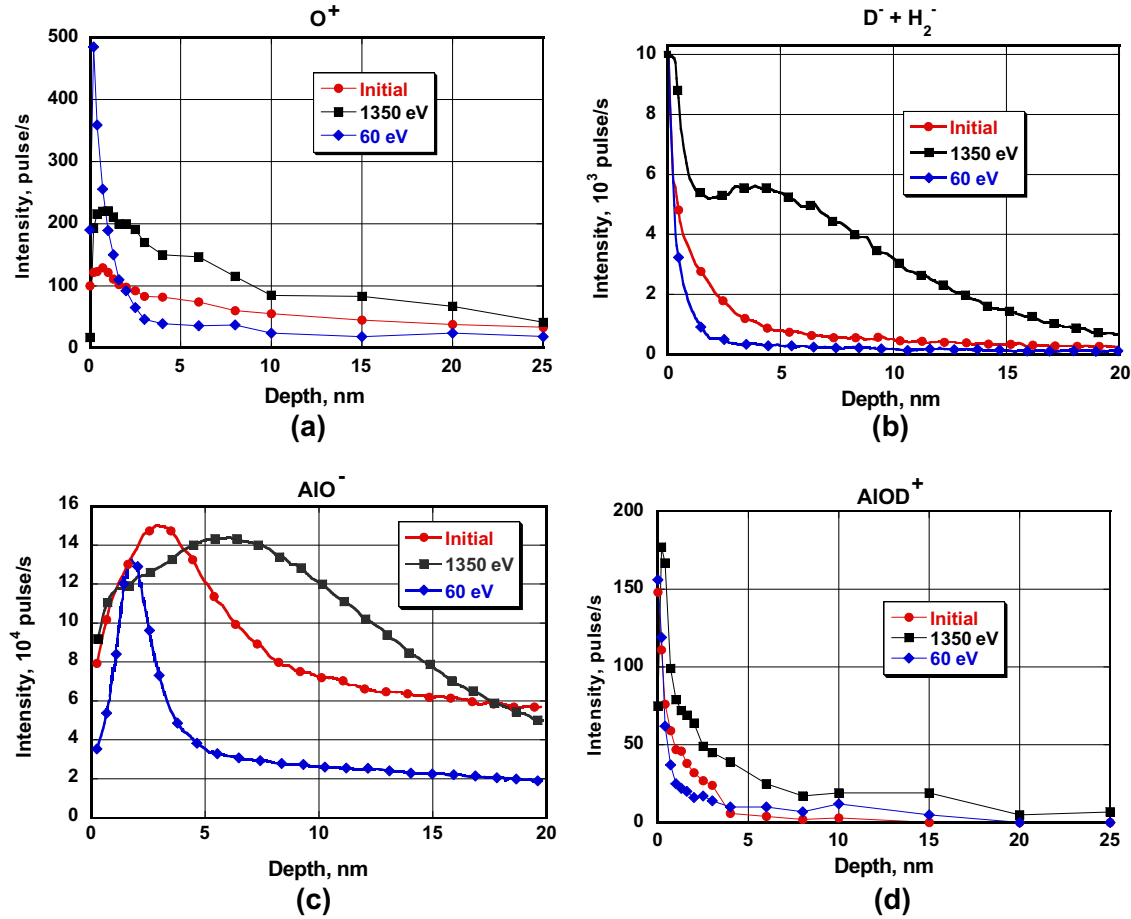 O⁺
Intensity, pulse/s
500
400
300
200
100
0
Initial
1350 eV
60 eV
0 5 10 15 20 25
Depth, nm
(a)
D⁻ + H₂⁻
Intensity, 10³ pulse/s
10
8
6
4
2
0
Initial
1350 eV
60 eV
0 5 10 15 20
Depth, nm
(b)
AlO⁻
Intensity, 10⁴ pulse/s
16
14
12
10
8
6
4
2
0
Initial
1350 eV
60 eV
0 5 10 15 20
Depth, nm
(c)
AlOD⁺
Intensity, pulse/s
200
150
100
50
0
Initial
1350 eV
60 eV
0 5 10 15 20 25
Depth, nm
(d)